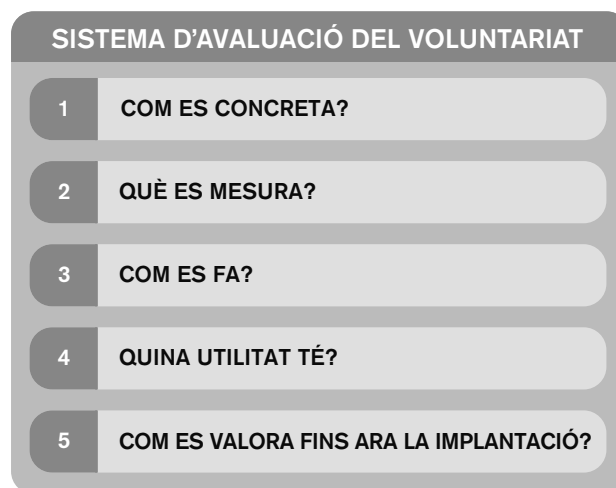 SISTEMA D’AVALUACIÓ DEL VOLUNTARIAT
1 COM ES CONCRETA?
2 QUÈ ES MESURA?
3 COM ES FA?
4 QUINA UTILITAT TÉ?
5 COM ES VALORA FINS ARA LA IMPLANTACIÓ?